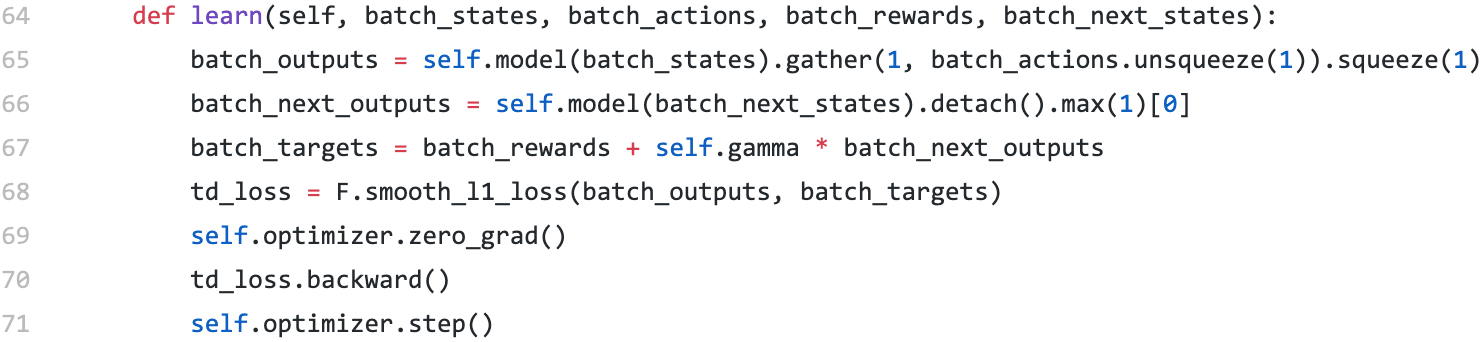 64 def learn(self, batch_states, batch_actions, batch_rewards, batch_next_states):
65 batch_outputs = self.model(batch_states).gather(1, batch_actions.unsqueeze(1)).squeeze(1)
66 batch_next_outputs = self.model(batch_next_states).detach().max(1)[0]
67 batch_targets = batch_rewards + self.gamma * batch_next_outputs
68 td_loss = F.smooth_l1_loss(batch_outputs, batch_targets)
69 self.optimizer.zero_grad()
70 td_loss.backward()
71 self.optimizer.step()